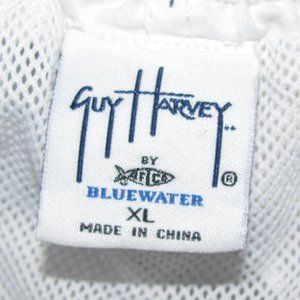 Guy Harvey..
BY
AFTCO ®
BLUEWATER
XL
MADE IN CHINA